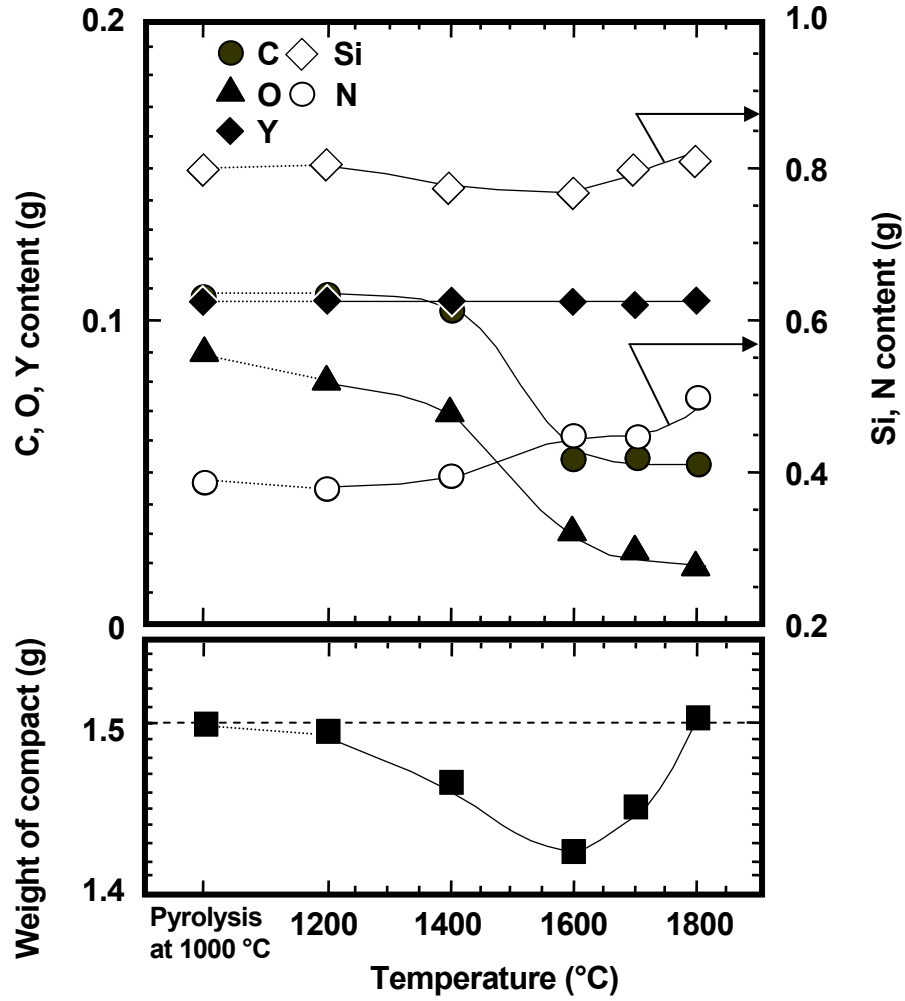 0.2
1.0
C Si
O N
Y
0.8
0.1
0.6
0.4
0
0.2
C, O, Y content (g)
Si, N content (g)
1.5
1.4
Weight of compact (g)
Pyrolysis
at 1000 °C
1200 1400 1600 1800
Temperature (°C)